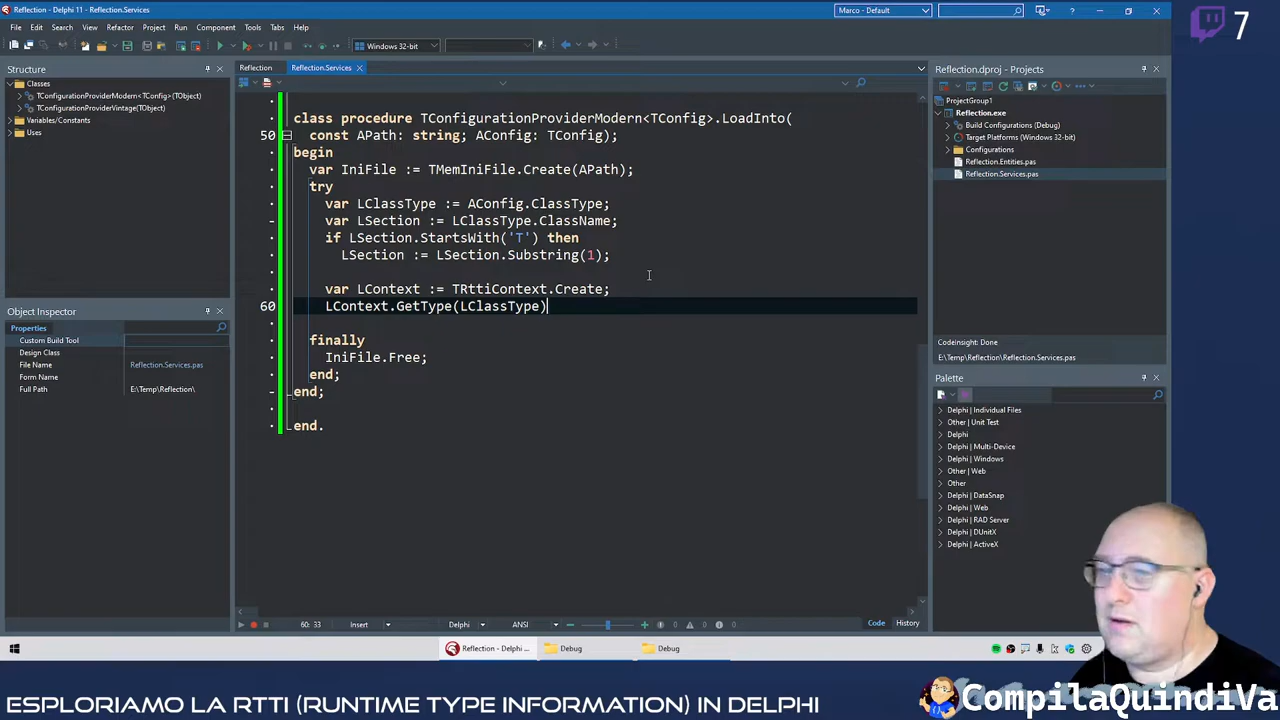 Reflection - Delphi 11 - Reflection.Services
Marco - Default
7
File Edit Search View Refactor Project Run Component Tools Tabs Help
Windows 32-bit
Structure
Classes
TConfigurationProviderModern<TConfig>(TObject)
TConfigurationProviderVintage(TObject)
Variables/Constants
Uses
Object Inspector
Properties
Custom Build Tool
Design Class
File Name Reflection.Services.pas
Form Name
Full Path E:\Temp\Reflection\
Reflection Reflection.Services
class procedure TConfigurationProviderModern<TConfig>.LoadInto(
50 const APath: string; AConfig: TConfig);
begin
var IniFile := TMemIniFile.Create(APath);
try
var LClassType := AConfig.ClassType;
var LSection := LClassType.ClassName;
if LSection.StartsWith('T') then
LSection := LSection.Substring(1);
var LContext := TRttiContext.Create;
60 LContext.GetType(LClassType)
finally
IniFile.Free;
end;
end;
end.
60: 33 Insert Delphi ANSI 0 0 0 Code History
Reflection.dproj - Projects
ProjectGroup1
Reflection.exe
Build Configurations (Debug)
Target Platforms (Windows 32-bit)
Configurations
Reflection.Entities.pas
Reflection.Services.pas
CodeInsight: Done
E:\Temp\Reflection\Reflection.Services.pas
Palette
Delphi | Individual Files
Other | Unit Test
Delphi
Delphi | Multi-Device
Delphi | Windows
Other | Web
Other
Delphi | DataSnap
Delphi | Web
Delphi | RAD Server
Delphi | DUnitX
Delphi | ActiveX
Reflection - Delphi ... Debug Debug
ESPLORIAMO LA RTTI (RUNTIME TYPE INFORMATION) IN DELPHI
CompilaQuindiVa